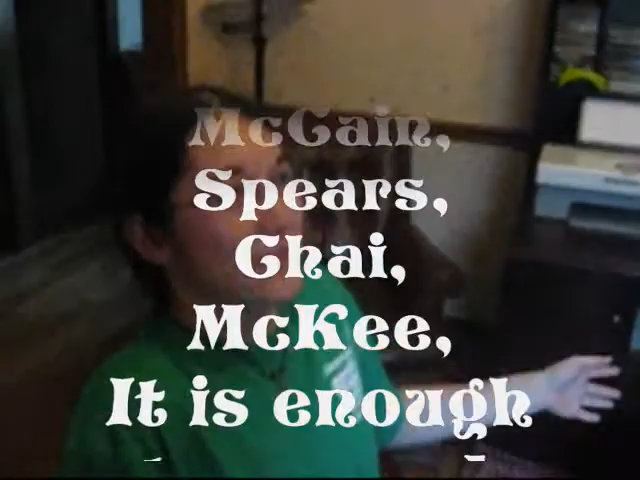 McCain,
Spears,
Chai,
McKee,
It is enough